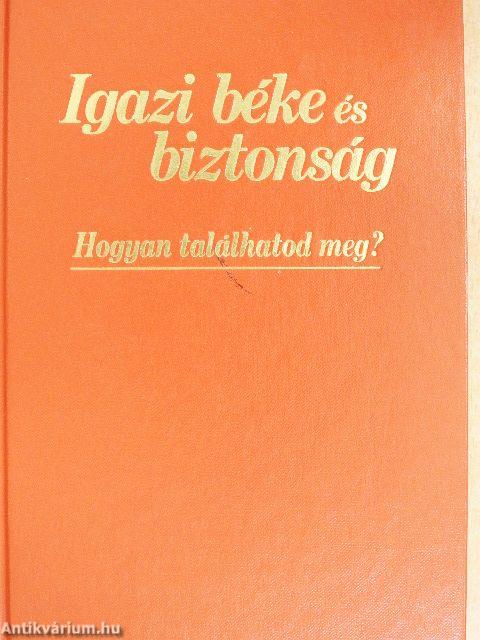 Igazi béke és
biztonság
Hogyan találhatod meg?
Antikvárium.hu